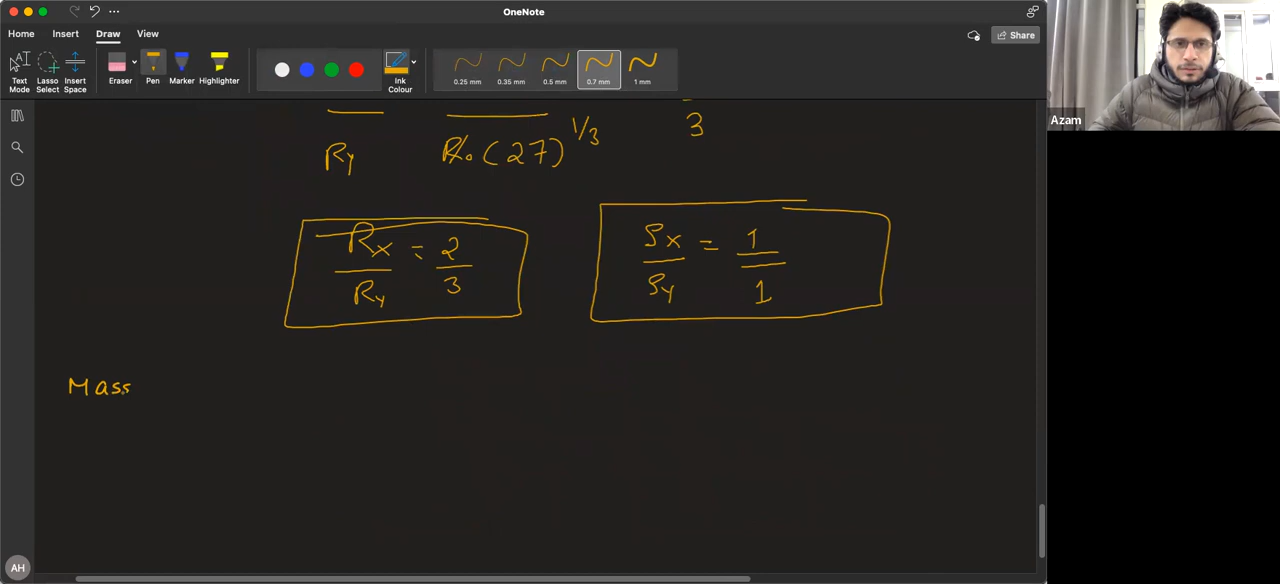 OneNote
Home Insert Draw View
Share
Text Mode
Lasso Select
Insert Space
Eraser
Pen
Marker
Highlighter
Ink Colour
0.25 mm
0.35 mm
0.5 mm
0.7 mm
1 mm
Azam
3
Ry R₀(27)^1/3
Rx/Ry = 2/3
ρx/ρy = 1/1
Mass
AH